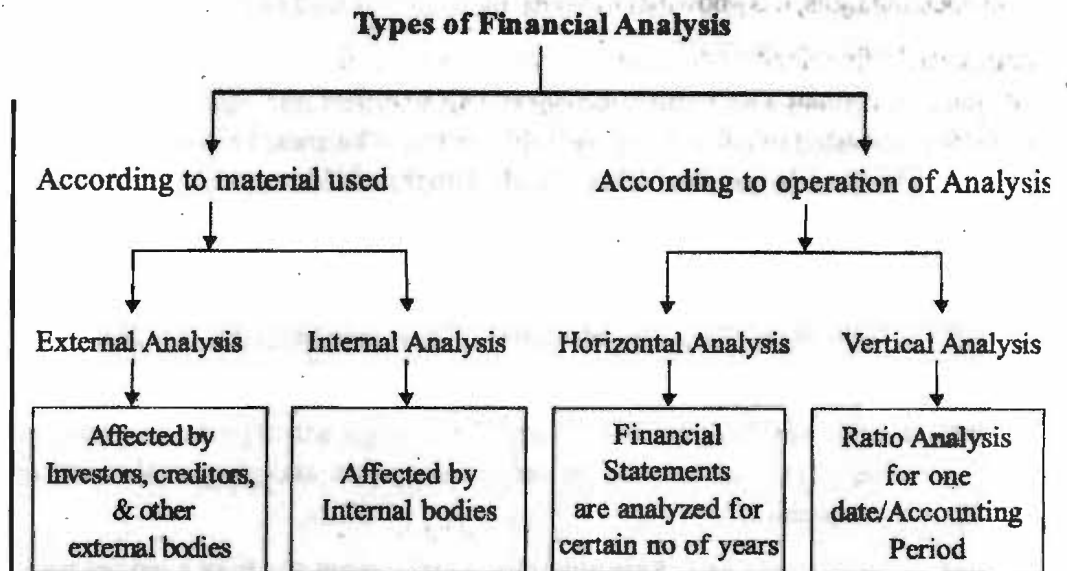 Types of Financial Analysis
According to material used
According to operation of Analysis
External Analysis
Internal Analysis
Horizontal Analysis
Vertical Analysis
Affected by
Investors, creditors,
& other
external bodies
Affected by
Internal bodies
Financial
Statements
are analyzed for
certain no of years
Ratio Analysis
for one
date/Accounting
Period